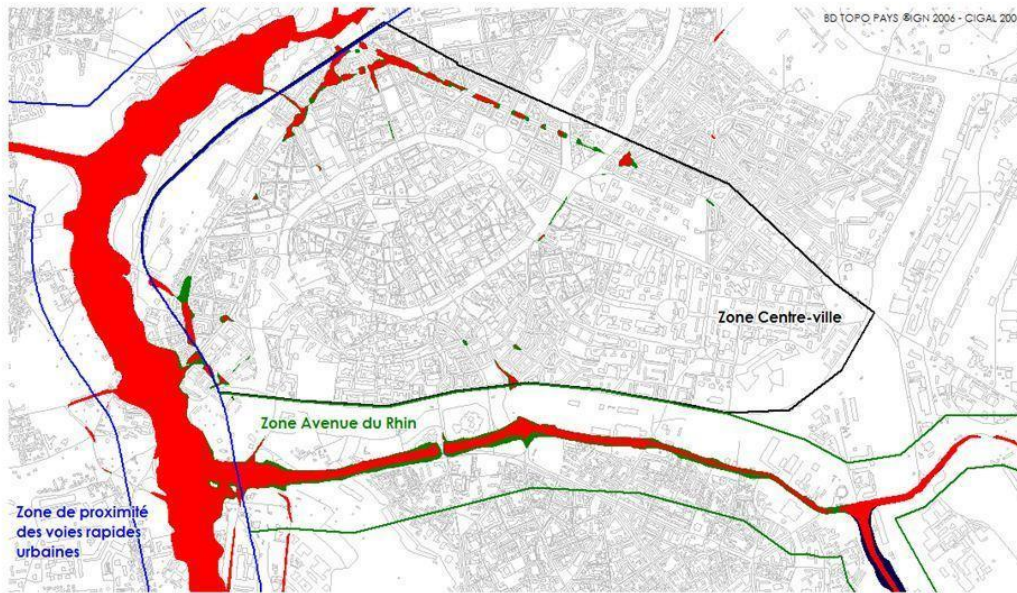 BD TOPO PAYS ®IGN 2006 - CIGAL 200
Zone Centre-ville
Zone Avenue du Rhin
Zone de proximité
des voies rapides
urbaines